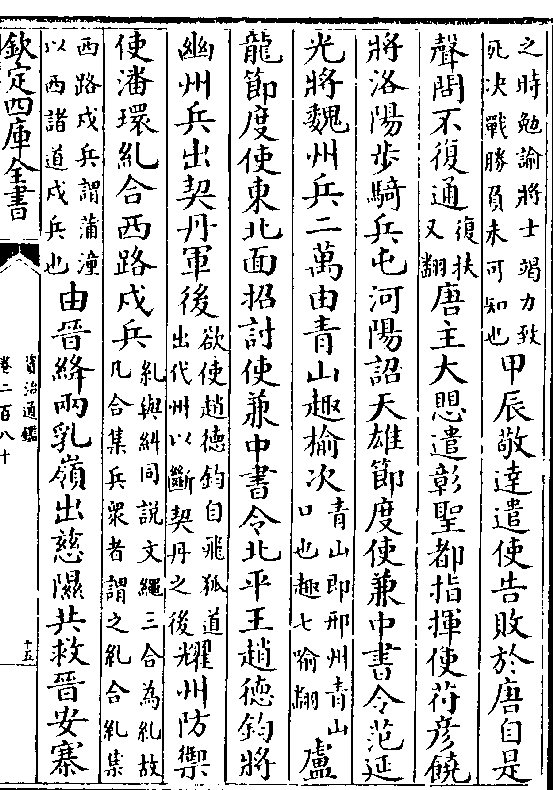 之時勉諭將士竭力致
死決戰勝負未可知也
甲辰敬達遣使告敗於唐自是
聲問不復通
復扶
又翻
唐主大恐遣彰聖都指揮使苻彦饒
將洛陽步騎兵屯河陽詔天雄節度使兼中書令范延
光將魏州兵二萬由青山趣榆次
青山即邢州青山
口也趣七喻翻
盧
龍節度使東北面招討使兼中書令北平王趙德鈞將
幽州兵出契丹軍後
欲使趙德鈞自飛狐道
出代州以斷契丹之後
耀州防禦
使潘環糺合西路戍兵
糺與糾同説文繩三合為糺故
凡合集兵衆者謂之糺合糺集
西路戍兵謂蒲潼
以西諸道戍兵也
由晉絳兩乳嶺出慈隰共救晉安寨
欽定四庫全書
資治通鑑
卷二百八十
十五